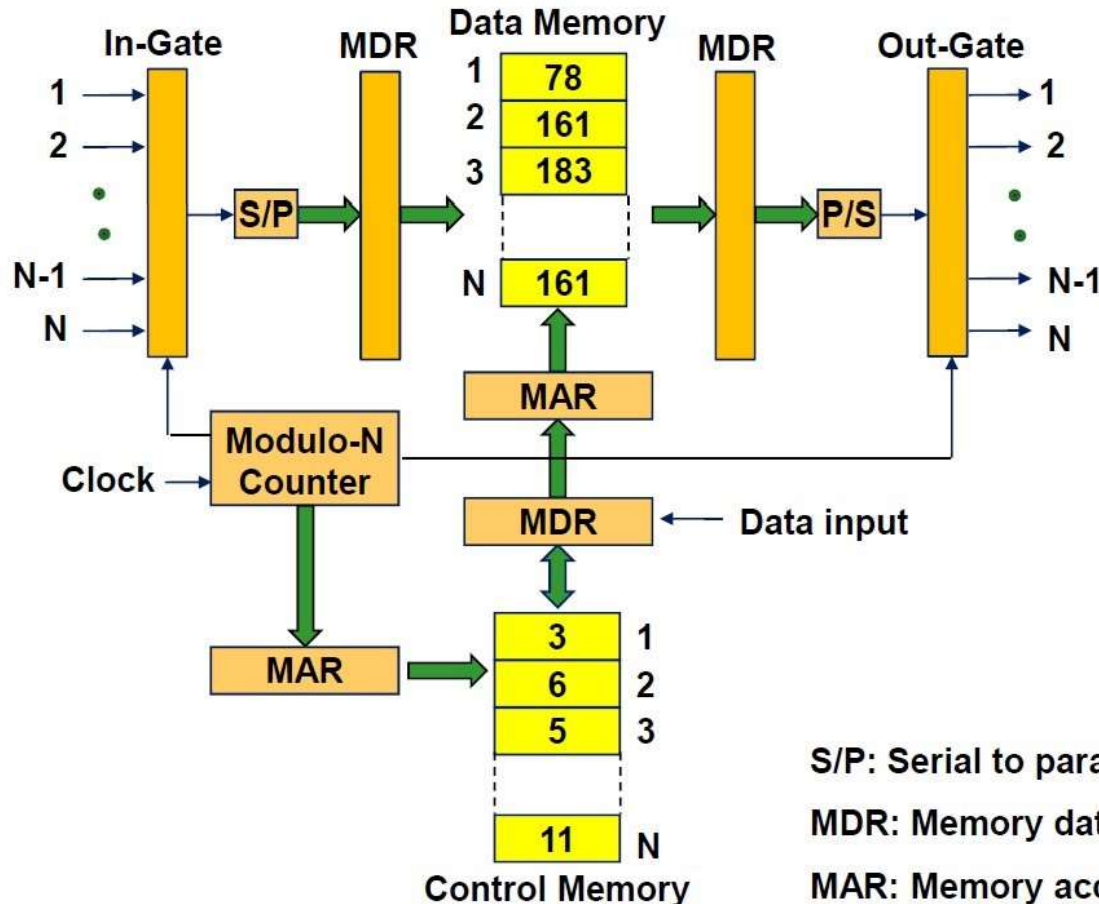 Data Memory
In-Gate
MDR
MDR
Out-Gate
1
2
N-1
N
S/P
1
2
3
N
78
161
183
161
P/S
1
2
N-1
N
MAR
Modulo-N
Counter
Clock
MDR
Data input
MAR
3
6
5
11
1
2
3
N
Control Memory
S/P: Serial to para
MDR: Memory dat
MAR: Memory acc